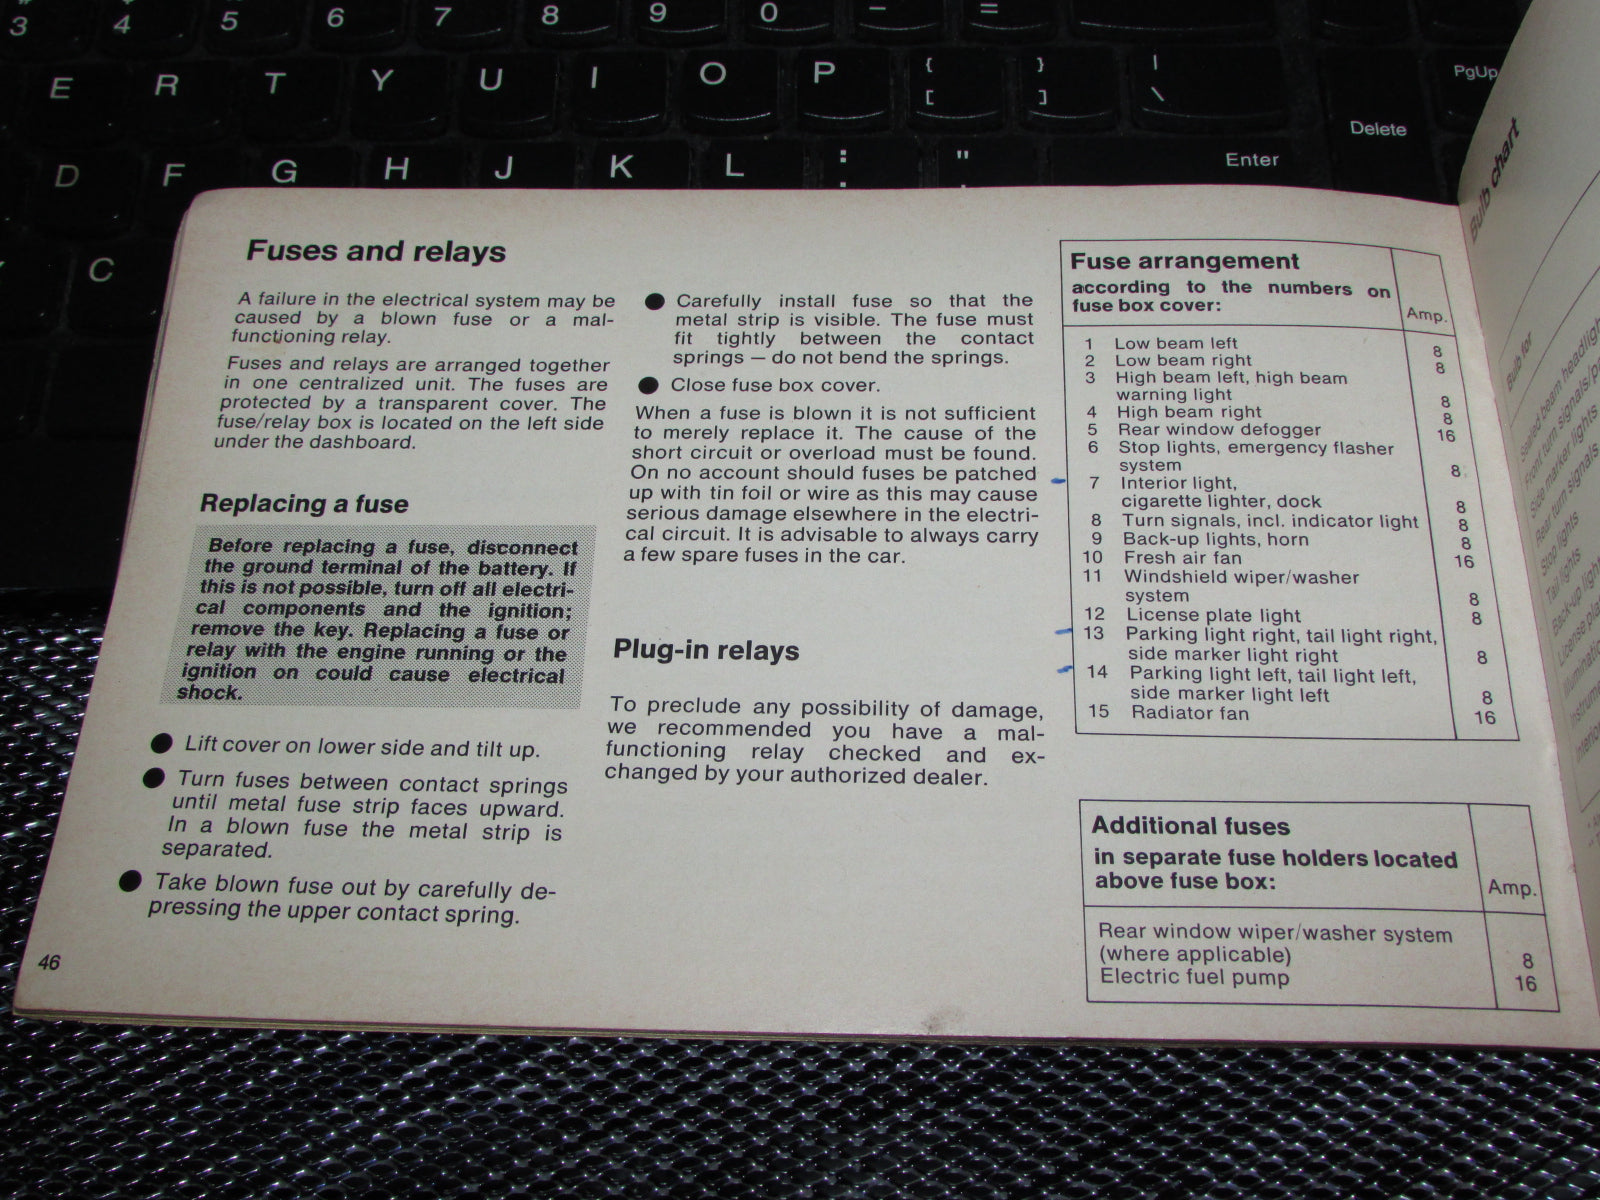 3 4 5 6 7 8 9 0 – =
E R T Y U I O P { [ } ] | \ PgUp
Delete
D F G H J K L : " Enter
C
Fuses and relays
A failure in the electrical system may be
caused by a blown fuse or a mal-
functioning relay.
Fuses and relays are arranged together
in one centralized unit. The fuses are
protected by a transparent cover. The
fuse/relay box is located on the left side
under the dashboard.
Replacing a fuse
Before replacing a fuse, disconnect
the ground terminal of the battery. If
this is not possible, turn off all electri-
cal components and the ignition;
remove the key. Replacing a fuse or
relay with the engine running or the
ignition on could cause electrical
shock.
● Lift cover on lower side and tilt up.
● Turn fuses between contact springs
until metal fuse strip faces upward.
In a blown fuse the metal strip is
separated.
● Take blown fuse out by carefully de-
pressing the upper contact spring.
46
● Carefully install fuse so that the
metal strip is visible. The fuse must
fit tightly between the contact
springs — do not bend the springs.
● Close fuse box cover.
When a fuse is blown it is not sufficient
to merely replace it. The cause of the
short circuit or overload must be found.
On no account should fuses be patched
up with tin foil or wire as this may cause
serious damage elsewhere in the electri-
cal circuit. It is advisable to always carry
a few spare fuses in the car.
Plug-in relays
To preclude any possibility of damage,
we recommended you have a mal-
functioning relay checked and ex-
changed by your authorized dealer.
Fuse arrangement
according to the numbers on
fuse box cover: Amp.
1 Low beam left 8
2 Low beam right 8
3 High beam left, high beam
warning light 8
4 High beam right 8
5 Rear window defogger 16
6 Stop lights, emergency flasher
system 8
7 Interior light,
cigarette lighter, dock 8
8 Turn signals, incl. indicator light 8
9 Back-up lights, horn 8
10 Fresh air fan 16
11 Windshield wiper/washer
system 8
12 License plate light 8
13 Parking light right, tail light right,
side marker light right 8
14 Parking light left, tail light left,
side marker light left 8
15 Radiator fan 16
Additional fuses
in separate fuse holders located
above fuse box: Amp.
Rear window wiper/washer system
(where applicable) 8
Electric fuel pump 16
Bulb chart
Bulb for
Sealed beam
Front turn signals
Side marker lights
Rear turn signals
Stop lights
Tail lights
Back-up
License